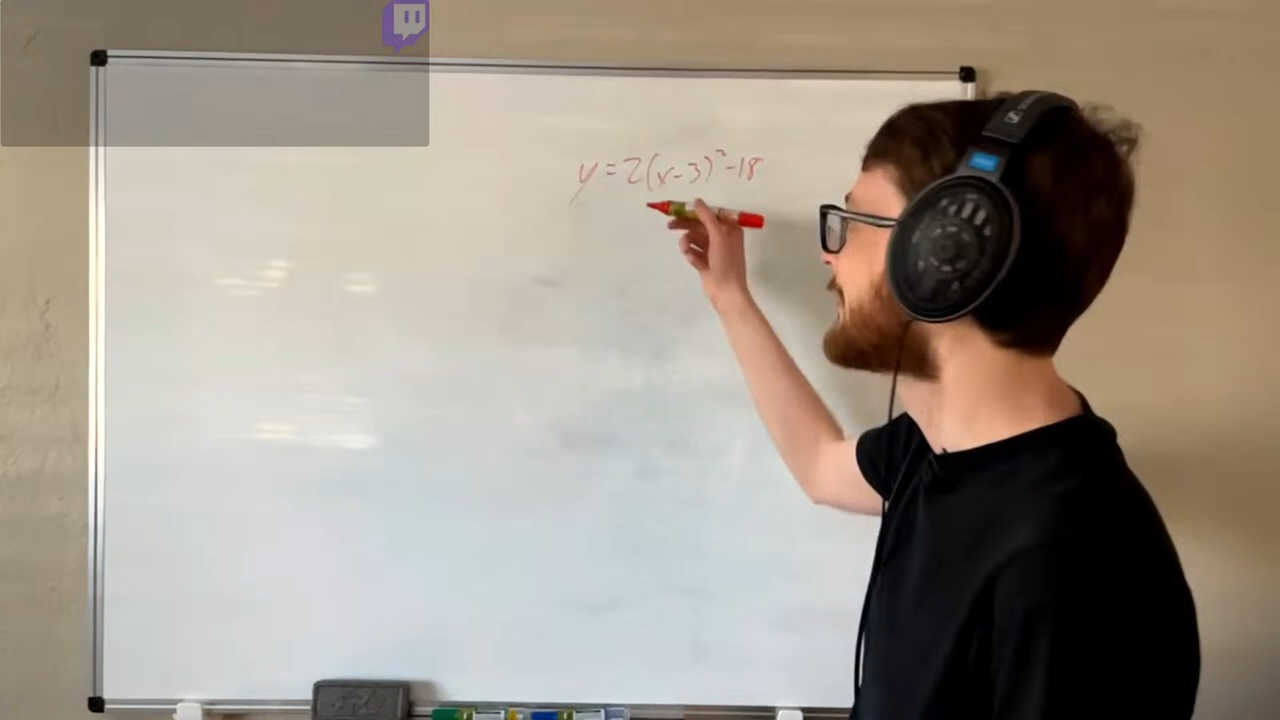 y = 2(x-3)² - 18